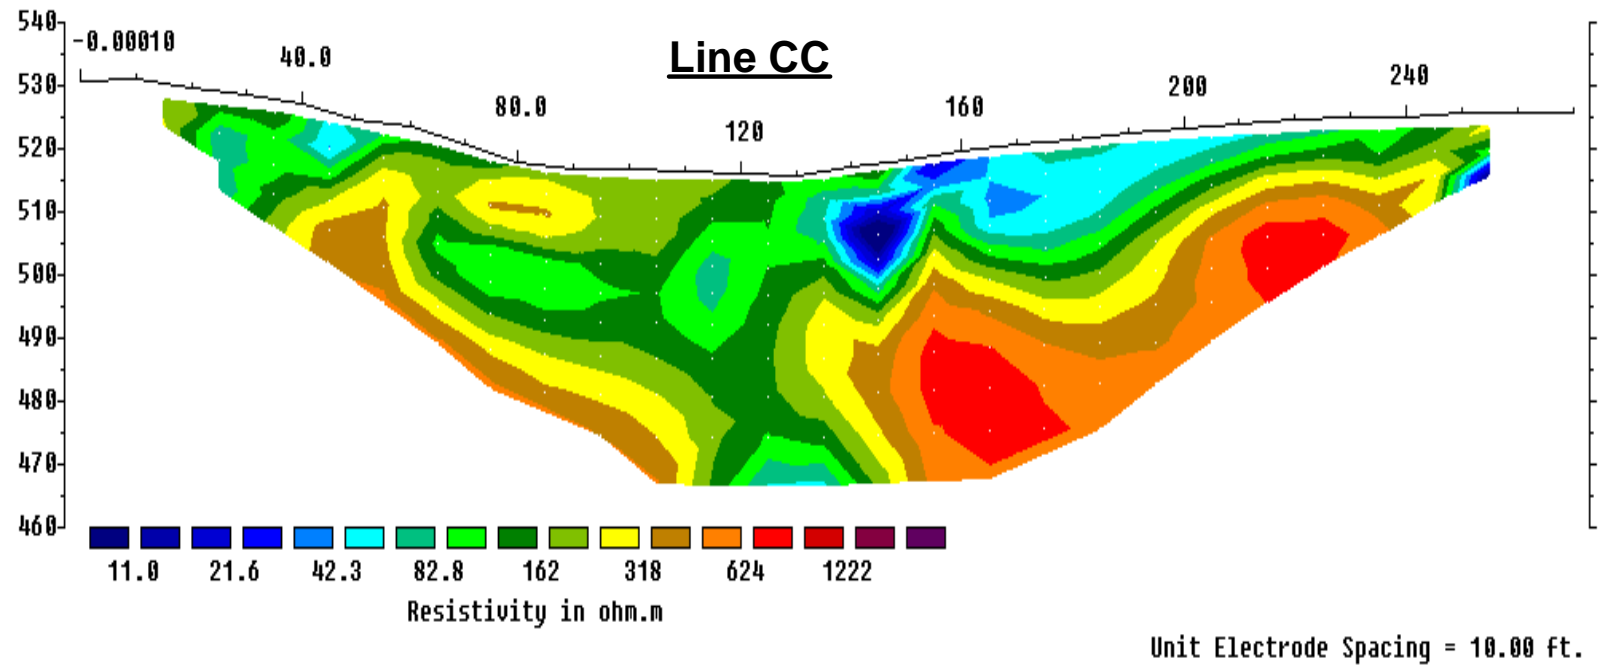 Line CC
-0.00010 40.0 80.0 120 160 200 240
540
530
520
510
500
490
480
470
460
11.0 21.6 42.3 82.8 162 318 624 1222
Resistivity in ohm.m
Unit Electrode Spacing = 10.00 ft.